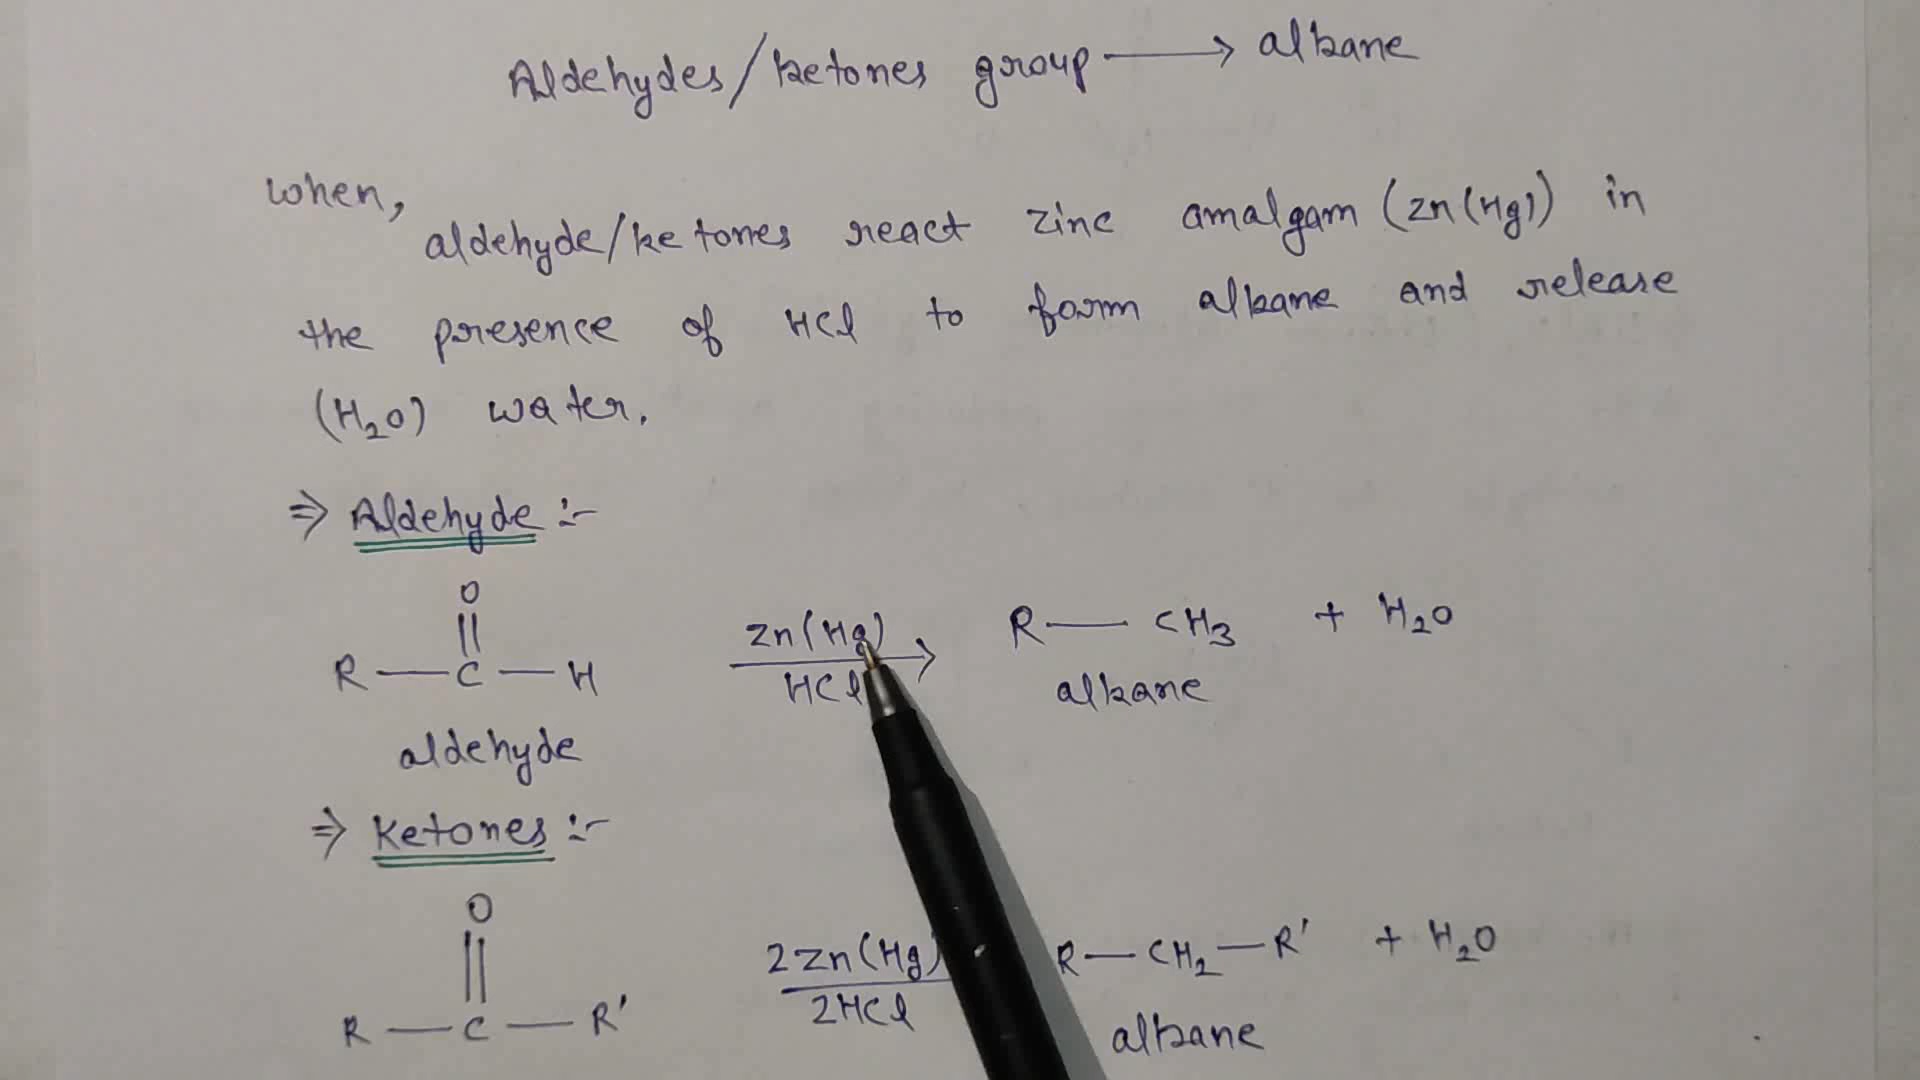 Aldehydes/ketones group ⟶ alkane
when,
aldehyde/ketones react zinc amalgam (zn(Hg)) in
the presence of HCl to form alkane and release
(H₂O) water.
⇒ Aldehyde :-
O
||
R — C — H
zn(Hg)
HCl
R — CH₃ + H₂O
aldehyde
alkane
⇒ Ketones :-
O
||
R — C — R'
2zn(Hg)
2HCl
R — CH₂ — R' + H₂O
alkane